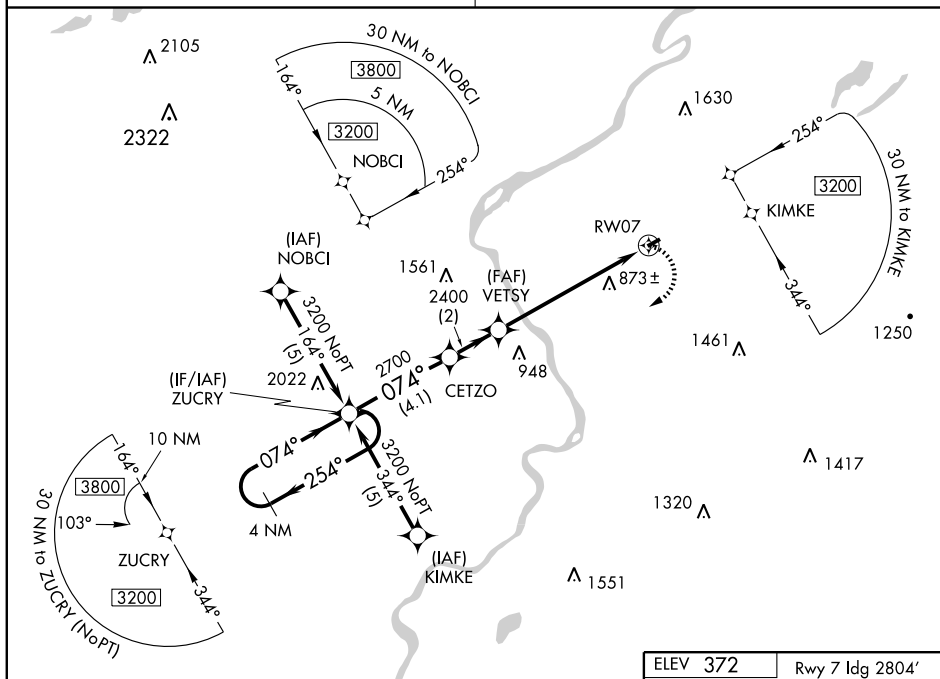 2105
2322
30 NM to NOBCI
3800
164°
5 NM
3200
NOBCI
254°
1630
254°
30 NM to KIMKE
3200
KIMKE
344°
1250
RW07
873±
(IAF)
NOBCI
1561
2400
(2)
(FAF)
VETSY
3200 NoPT
164°
(5)
1461
948
2022
2700
074°
(4.1)
CETZO
(IF/IAF)
ZUCRY
074°
254°
4 NM
3200 NoPT
344°
(5)
(IAF)
KIMKE
10 NM
164°
3800
103°
ZUCRY
3200
344°
30 NM to ZUCRY (NoPT)
1417
1320
1551
ELEV 372
Rwy 7 ldg 2804'